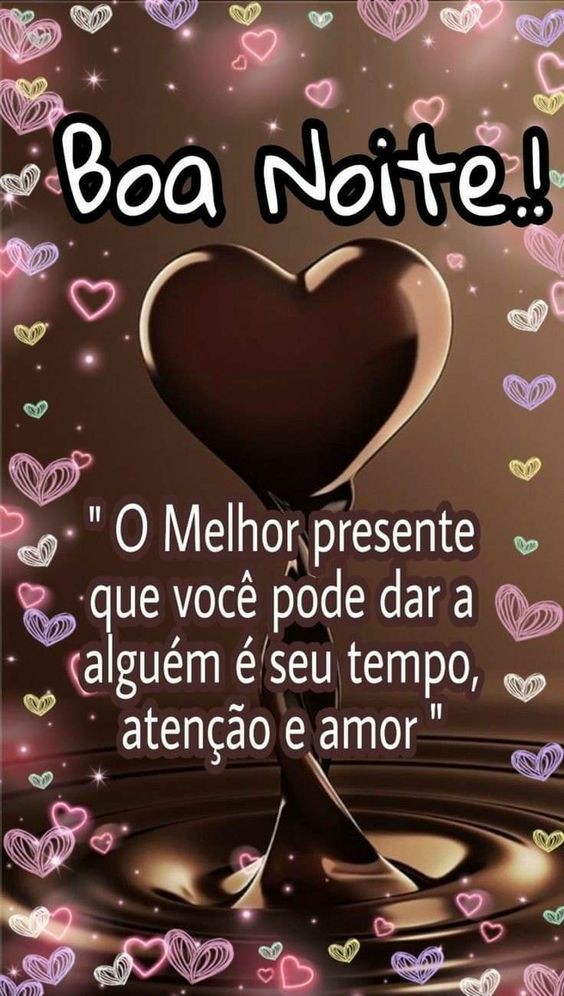 Boa Noite.!
" O Melhor presente
que você pode dar a
alguém é seu tempo,
atenção e amor "